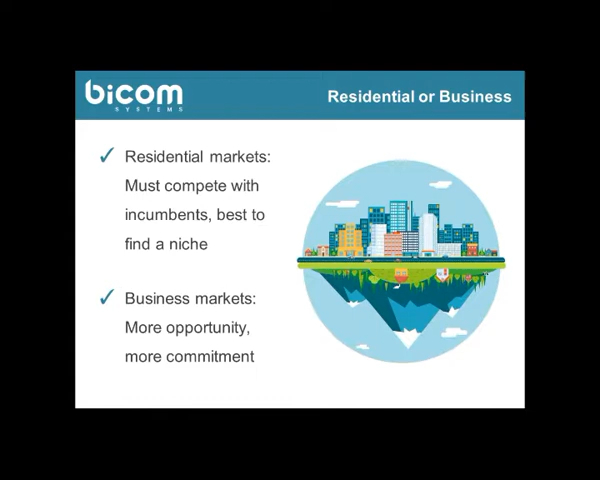 bicom
SYSTEMS
Residential or Business
✓ Residential markets:
Must compete with
incumbents, best to
find a niche
✓ Business markets:
More opportunity,
more commitment